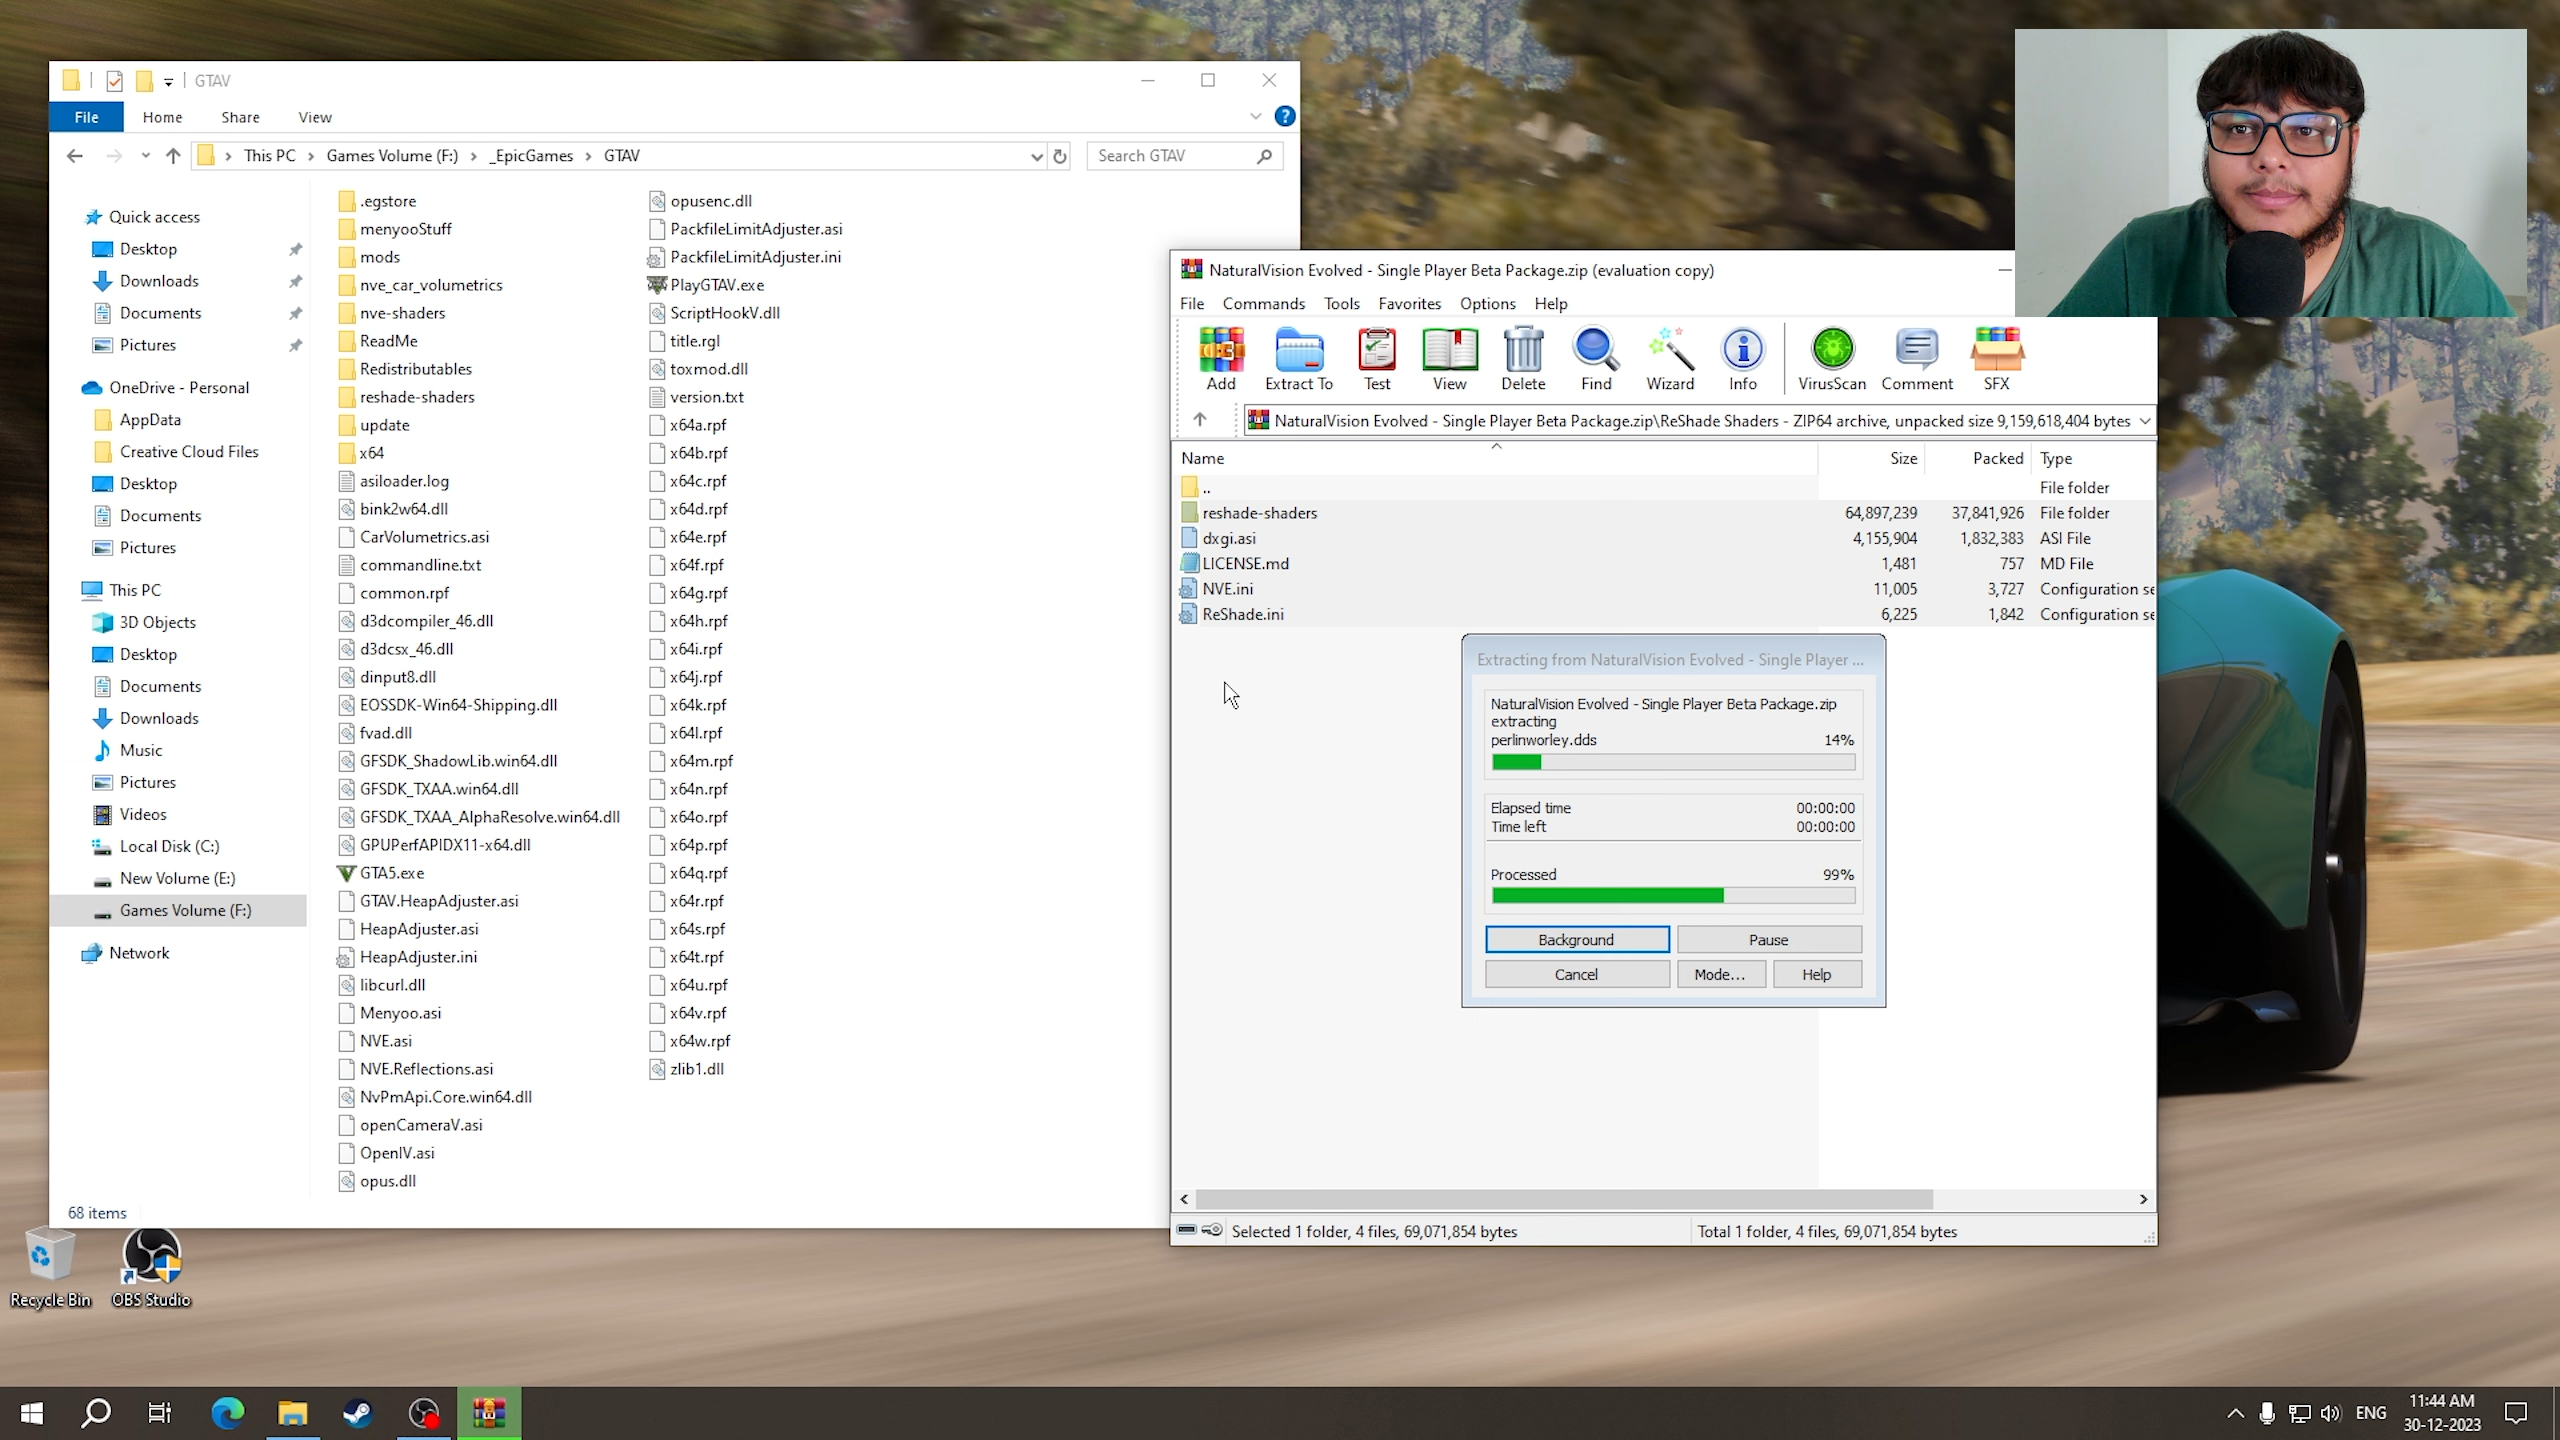 GTAV
File Home Share View
This PC Games Volume (F:) _EpicGames GTAV Search GTAV
Quick access
Desktop
Downloads
Documents
Pictures
OneDrive - Personal
AppData
Creative Cloud Files
Desktop
Documents
Pictures
This PC
3D Objects
Desktop
Documents
Downloads
Music
Pictures
Videos
Local Disk (C:)
New Volume (E:)
Games Volume (F:)
Network
.egstore
menyooStuff
mods
nve_car_volumetrics
nve-shaders
ReadMe
Redistributables
reshade-shaders
update
x64
asiloader.log
bink2w64.dll
CarVolumetrics.asi
commandline.txt
common.rpf
d3dcompiler_46.dll
d3dcsx_46.dll
dinput8.dll
EOSSDK-Win64-Shipping.dll
fvad.dll
GFSDK_ShadowLib.win64.dll
GFSDK_TXAA.win64.dll
GFSDK_TXAA_AlphaResolve.win64.dll
GPUPerfAPIDX11-x64.dll
GTA5.exe
GTAV.HeapAdjuster.asi
HeapAdjuster.asi
HeapAdjuster.ini
libcurl.dll
Menyoo.asi
NVE.asi
NVE.Reflections.asi
NvPmApi.Core.win64.dll
openCameraV.asi
OpenIV.asi
opus.dll
opusenc.dll
PackfileLimitAdjuster.asi
PackfileLimitAdjuster.ini
PlayGTAV.exe
ScriptHookV.dll
title.rgl
toxmod.dll
version.txt
x64a.rpf
x64b.rpf
x64c.rpf
x64d.rpf
x64e.rpf
x64f.rpf
x64g.rpf
x64h.rpf
x64i.rpf
x64j.rpf
x64k.rpf
x64l.rpf
x64m.rpf
x64n.rpf
x64o.rpf
x64p.rpf
x64q.rpf
x64r.rpf
x64s.rpf
x64t.rpf
x64u.rpf
x64v.rpf
x64w.rpf
zlib1.dll
68 items
NaturalVision Evolved - Single Player Beta Package.zip (evaluation copy)
File Commands Tools Favorites Options Help
Add Extract To Test View Delete Find Wizard Info VirusScan Comment SFX
NaturalVision Evolved - Single Player Beta Package.zip\ReShade Shaders - ZIP64 archive, unpacked size 9,159,618,404 bytes
Name Size Packed Type
.. File folder
reshade-shaders 64,897,239 37,841,926 File folder
dxgi.asi 4,155,904 1,832,383 ASI File
LICENSE.md 1,481 757 MD File
NVE.ini 11,005 3,727 Configuration se
ReShade.ini 6,225 1,842 Configuration se
Extracting from NaturalVision Evolved - Single Player ...
NaturalVision Evolved - Single Player Beta Package.zip
extracting
perlinworley.dds 14%
Elapsed time 00:00:00
Time left 00:00:00
Processed 99%
Background Pause
Cancel Mode... Help
Selected 1 folder, 4 files, 69,071,854 bytes Total 1 folder, 4 files, 69,071,854 bytes
Recycle Bin OBS Studio
ENG 11:44 AM
30-12-2023